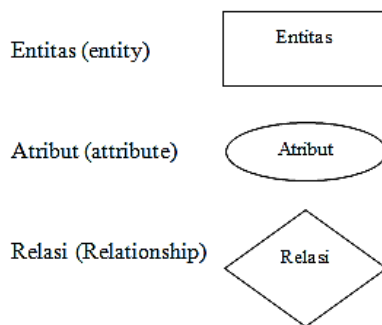 Entitas (entity)
Entitas
Atribut (attribute)
Atribut
Relasi (Relationship)
Relasi